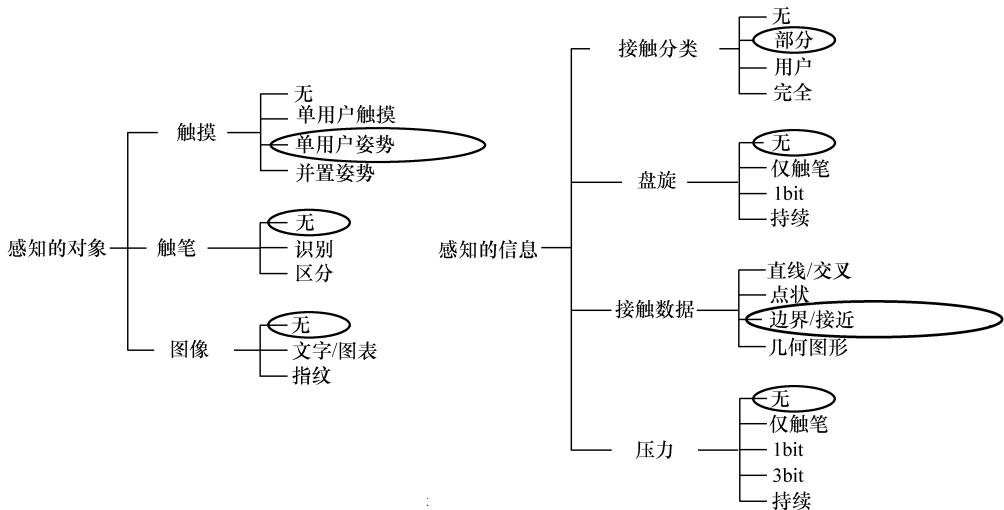 感知的对象
触摸
无
单用户触摸
单用户姿势
并置姿势
触笔
无
识别
区分
图像
无
文字/图表
指纹
感知的信息
接触分类
无
部分
用户
完全
盘旋
无
仅触笔
1bit
持续
接触数据
直线/交叉
点状
边界/接近
几何图形
压力
无
仅触笔
1bit
3bit
持续
: